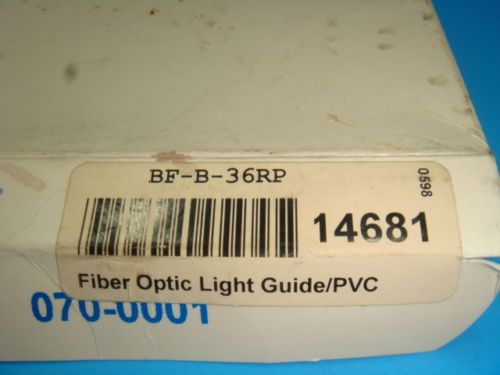 BF-B-36RP
0598
14681
Fiber Optic Light Guide/PVC
070-0001